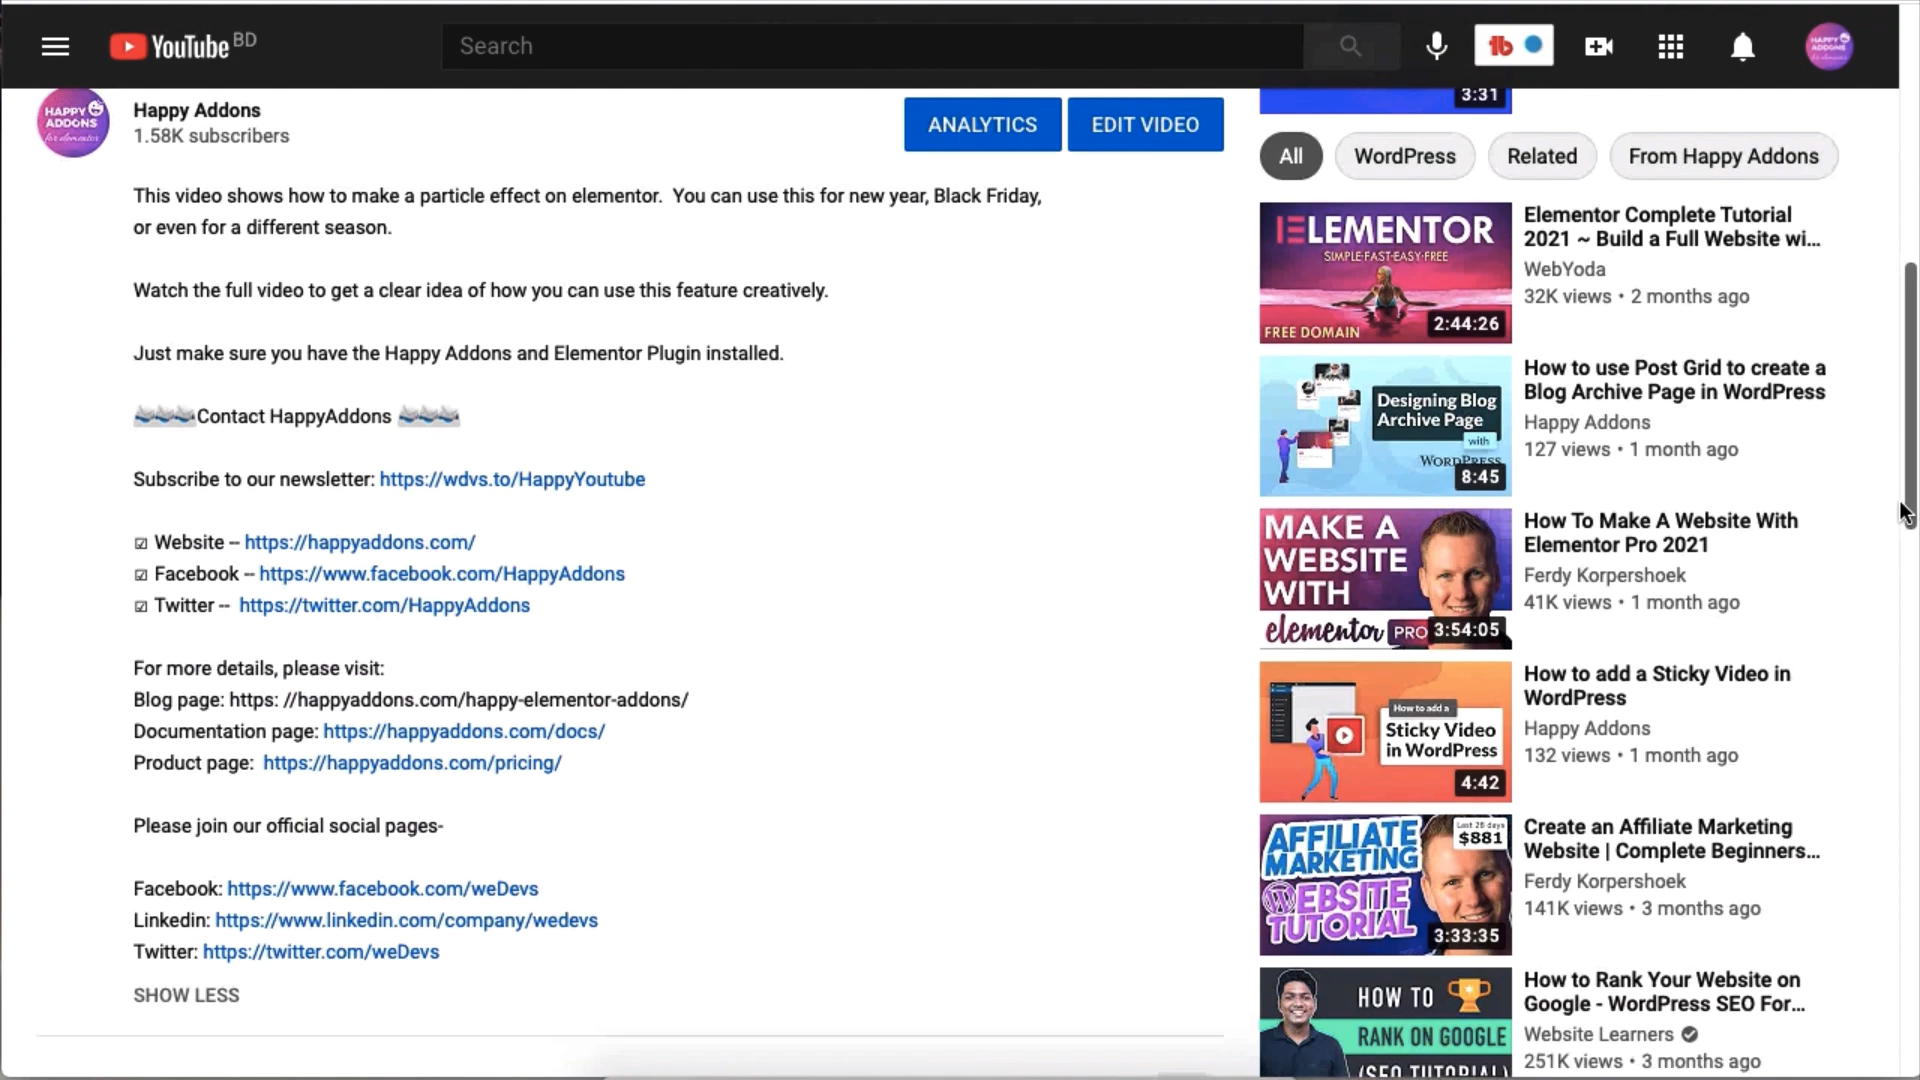 YouTube BD
Search
HAPPY ADDONS
HAPPY
ADDONS
for elementor
Happy Addons
1.58K subscribers
ANALYTICS
EDIT VIDEO
This video shows how to make a particle effect on elementor.  You can use this for new year, Black Friday,
or even for a different season.
Watch the full video to get a clear idea of how you can use this feature creatively.
Just make sure you have the Happy Addons and Elementor Plugin installed.
Contact HappyAddons
Subscribe to our newsletter: https://wdvs.to/HappyYoutube
☑ Website -- https://happyaddons.com/
☑ Facebook -- https://www.facebook.com/HappyAddons
☑ Twitter --  https://twitter.com/HappyAddons
For more details, please visit:
Blog page: https: //happyaddons.com/happy-elementor-addons/
Documentation page: https://happyaddons.com/docs/
Product page:  https://happyaddons.com/pricing/
Please join our official social pages-
Facebook: https://www.facebook.com/weDevs
Linkedin: https://www.linkedin.com/company/wedevs
Twitter: https://twitter.com/weDevs
SHOW LESS
3:31
All
WordPress
Related
From Happy Addons
ELEMENTOR
SIMPLE-FAST-EASY-FREE
FREE DOMAIN
2:44:26
Elementor Complete Tutorial
2021 ~ Build a Full Website wi...
WebYoda
32K views • 2 months ago
Designing Blog
Archive Page
with
WORDPRESS
8:45
How to use Post Grid to create a
Blog Archive Page in WordPress
Happy Addons
127 views • 1 month ago
MAKE A
WEBSITE
WITH
elementor PRO
3:54:05
How To Make A Website With
Elementor Pro 2021
Ferdy Korpershoek
41K views • 1 month ago
How to add a
Sticky Video
in WordPress
4:42
How to add a Sticky Video in
WordPress
Happy Addons
132 views • 1 month ago
AFFILIATE
MARKETING
WEBSITE
TUTORIAL
Last 28 days
$881
3:33:35
Create an Affiliate Marketing
Website | Complete Beginners...
Ferdy Korpershoek
141K views • 3 months ago
HOW TO
RANK ON GOOGLE
(SEO TUTORIAL)
How to Rank Your Website on
Google - WordPress SEO For...
Website Learners
251K views • 3 months ago